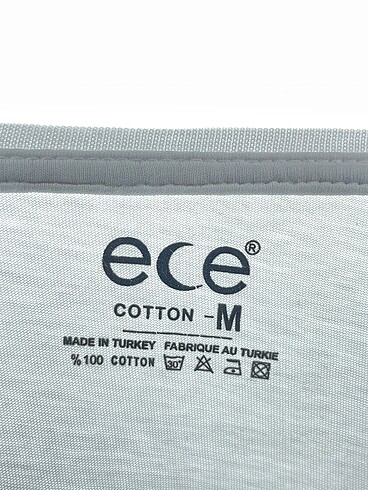 ece®
COTTON - M
MADE IN TURKEY FABRIQUE AU TURKIE
%100 COTTON 30°